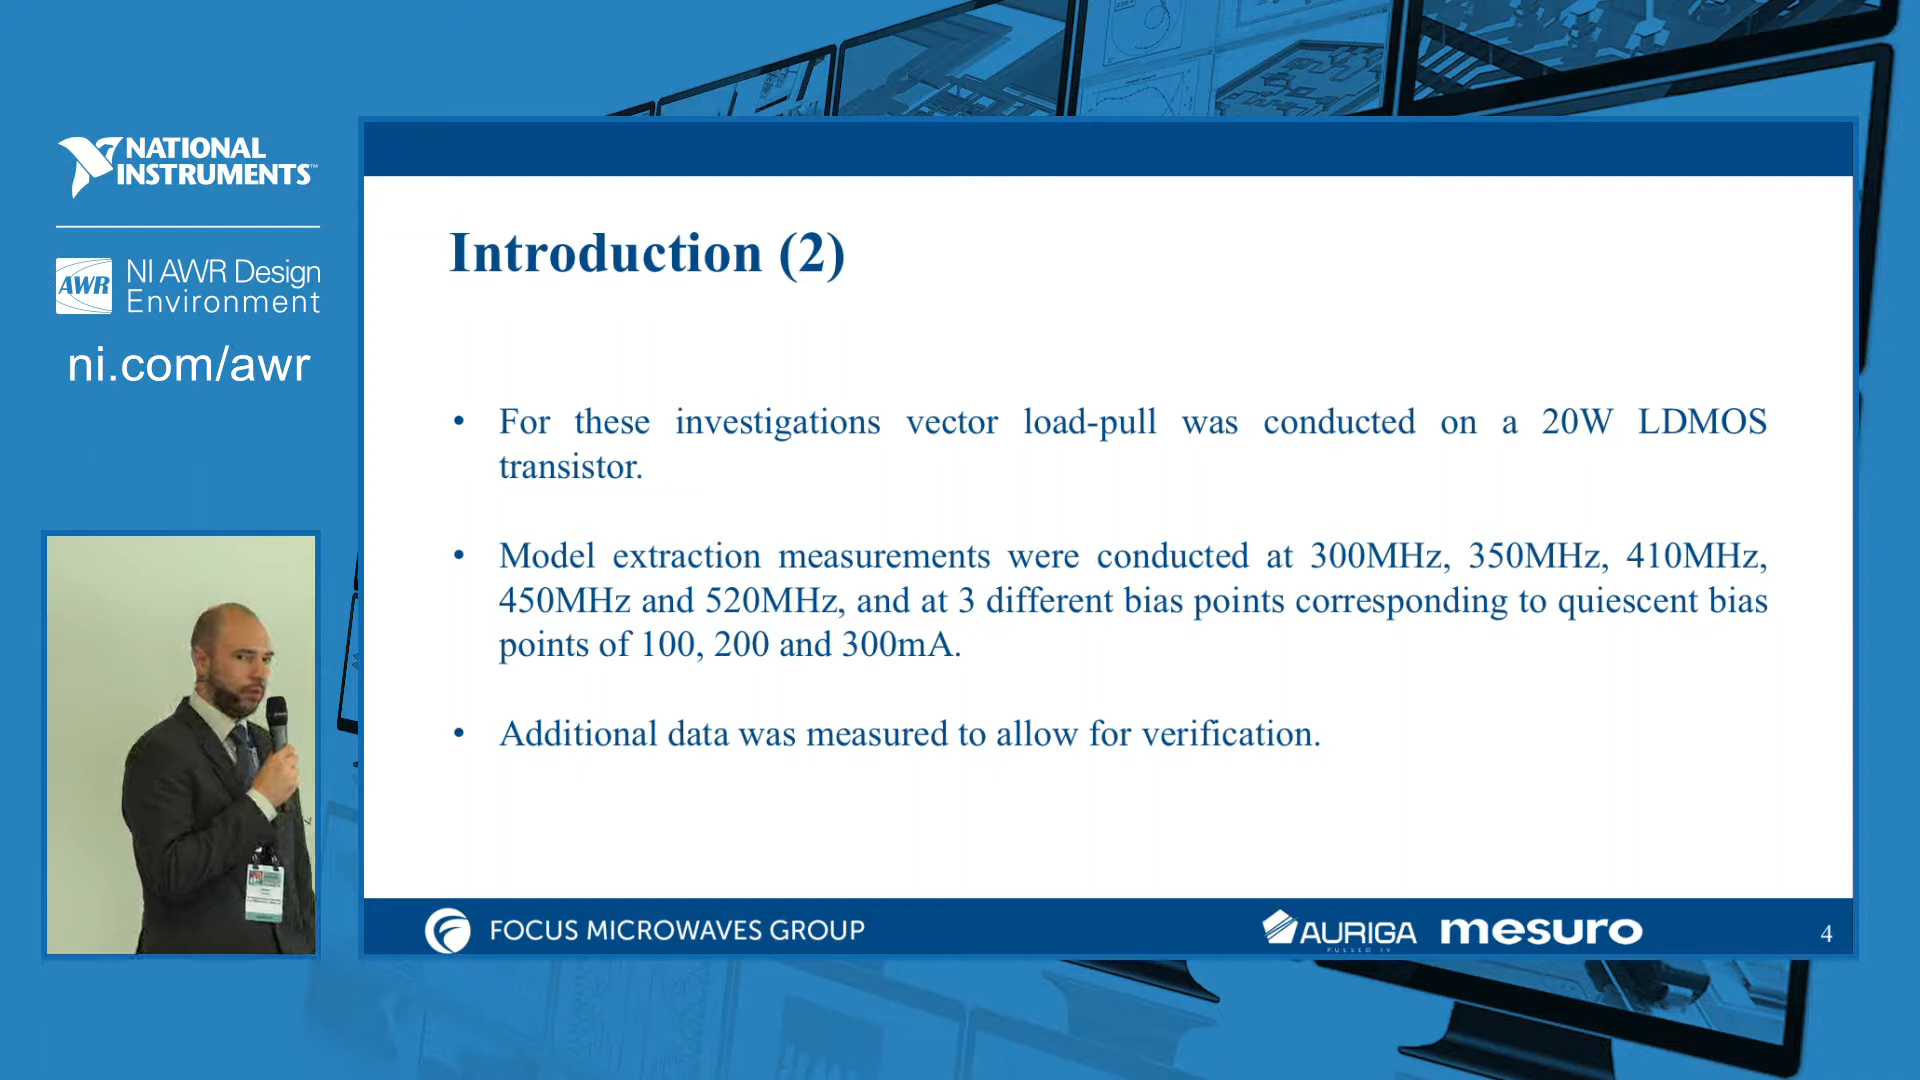 NATIONAL
INSTRUMENTS™
AWR
NI AWR Design
Environment
ni.com/awr
Introduction (2)
• For these investigations vector load-pull was conducted on a 20W LDMOS
transistor.
• Model extraction measurements were conducted at 300MHz, 350MHz, 410MHz,
450MHz and 520MHz, and at 3 different bias points corresponding to quiescent bias
points of 100, 200 and 300mA.
• Additional data was measured to allow for verification.
FOCUS MICROWAVES GROUP
AURIGA
PULSED IV
mesuro
4